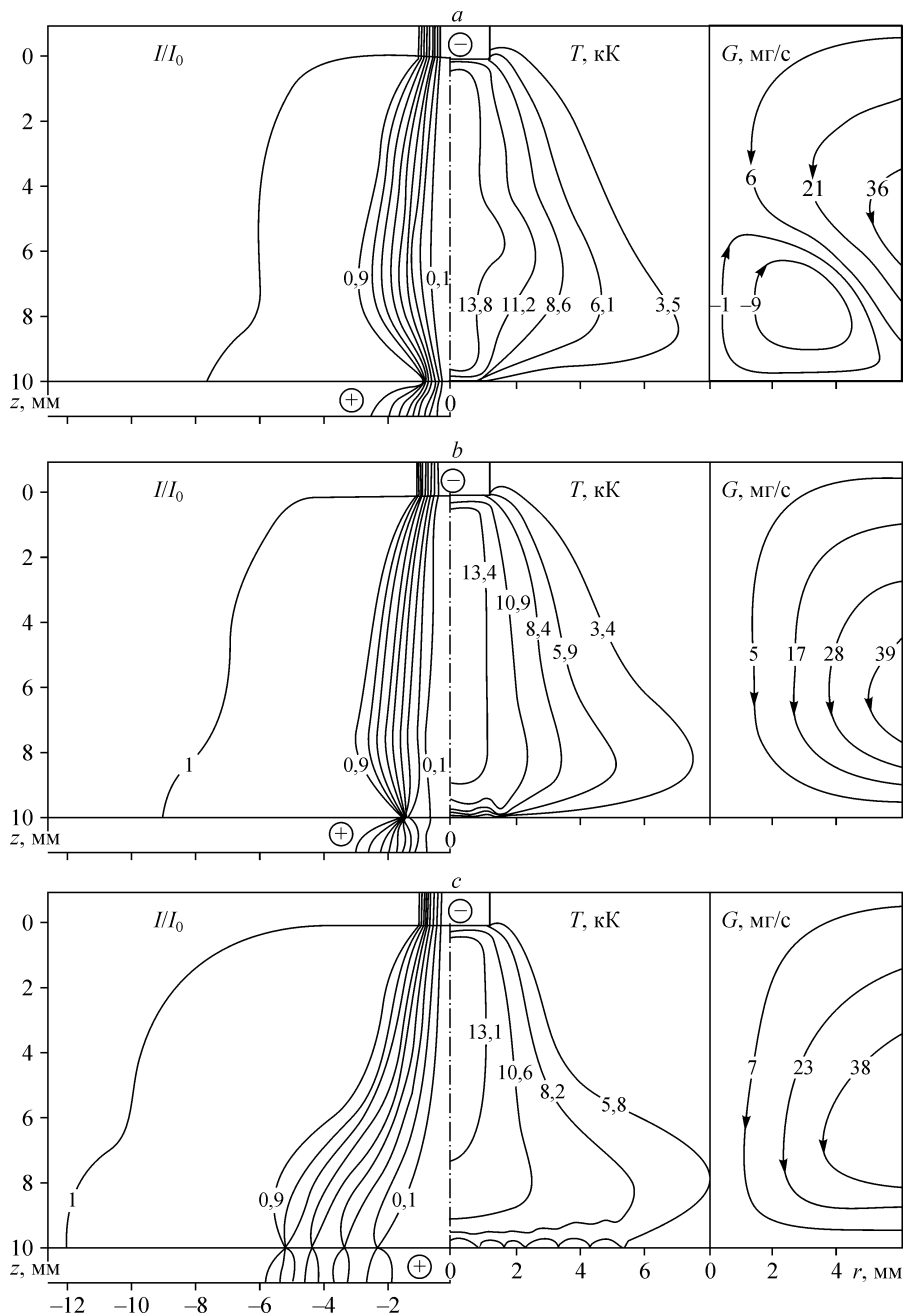 a
I/I₀ ⊖ T, кК G, мг/с
0
2
4
6 21 36
6
0,9 0,1
8 13,8 11,2 8,6 6,1 3,5 –1 –9
10
z, мм ⊕ 0 2 4 6
b
I/I₀ ⊖ T, кК G, мг/с
0
2
13,4
10,9
4
8,4 3,4
5,9 5 17 28 39
6
8
1 0,9 0,1
10
z, мм ⊕ 0
c
I/I₀ ⊖ T, кК G, мг/с
0
2
4
13,1
10,6 8,2 5,8 7 23 38
6
8
1 0,9 0,1
10
z, мм ⊕ 0 2 4 6 0 2 4 r, мм
–12 –10 –8 –6 –4 –2